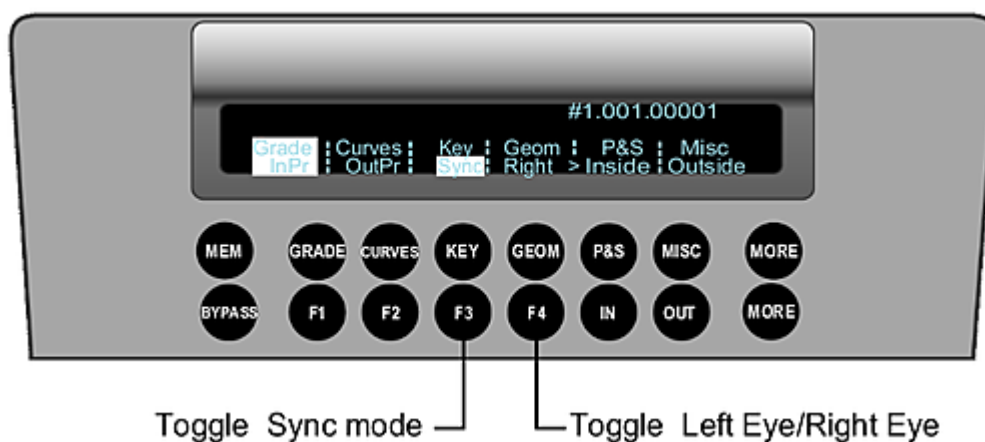 #1.001.00001
Grade Curves Key Geom P&S Misc
InPr OutPr Sync Right > Inside Outside
MEM GRADE CURVES KEY GEOM P&S MISC MORE
BYPASS F1 F2 F3 F4 IN OUT MORE
Toggle Sync mode Toggle Left Eye/Right Eye